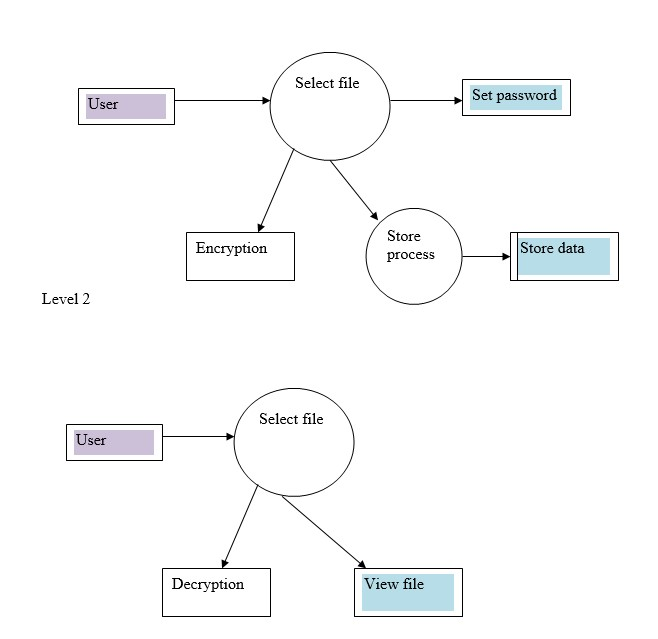 Select file
User
Set password
Encryption
Store
process
Store data
Level 2
Select file
User
Decryption
View file